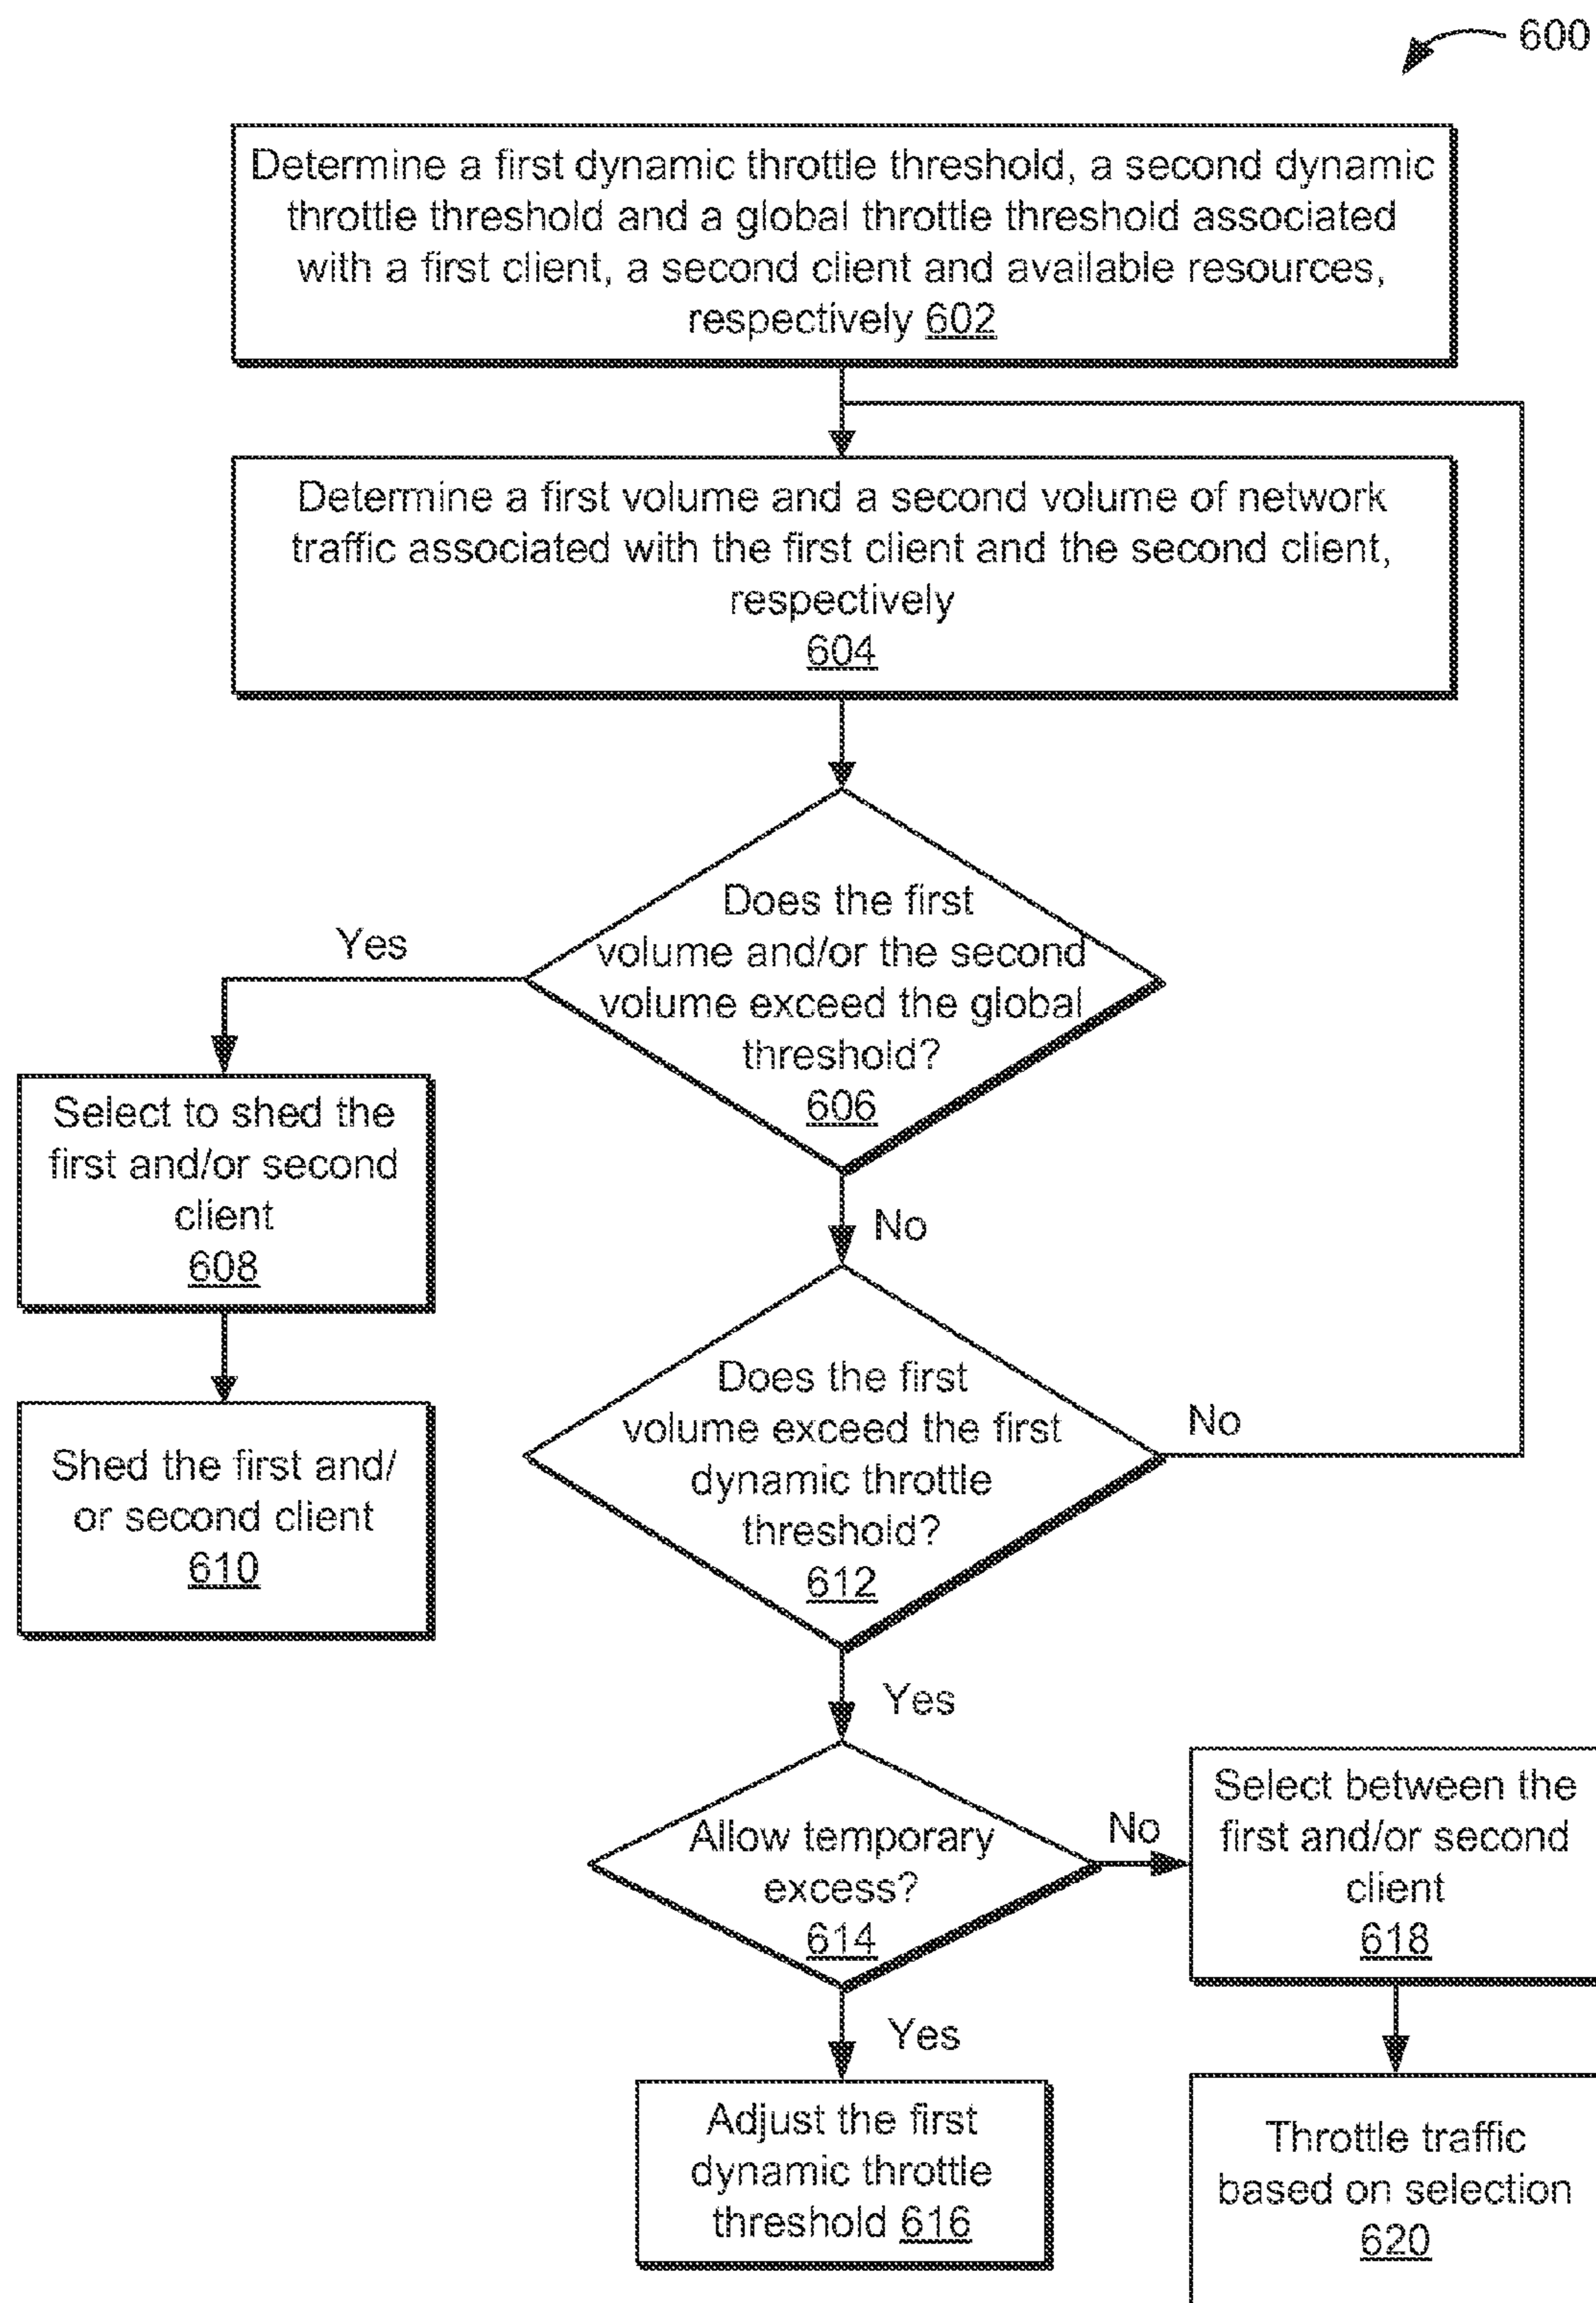 600
Determine a first dynamic throttle threshold, a second dynamic
throttle threshold and a global throttle threshold associated
with a first client, a second client and available resources,
respectively 602
Determine a first volume and a second volume of network
traffic associated with the first client and the second client,
respectively
604
Does the first
volume and/or the second
volume exceed the global
threshold?
606
Yes
Select to shed the
first and/or second
client
608
Shed the first and/
or second client
610
No
Does the first
volume exceed the first
dynamic throttle
threshold?
612
No
Yes
Allow temporary
excess?
614
No
Select between the
first and/or second
client
618
Yes
Adjust the first
dynamic throttle
threshold 616
Throttle traffic
based on selection
620